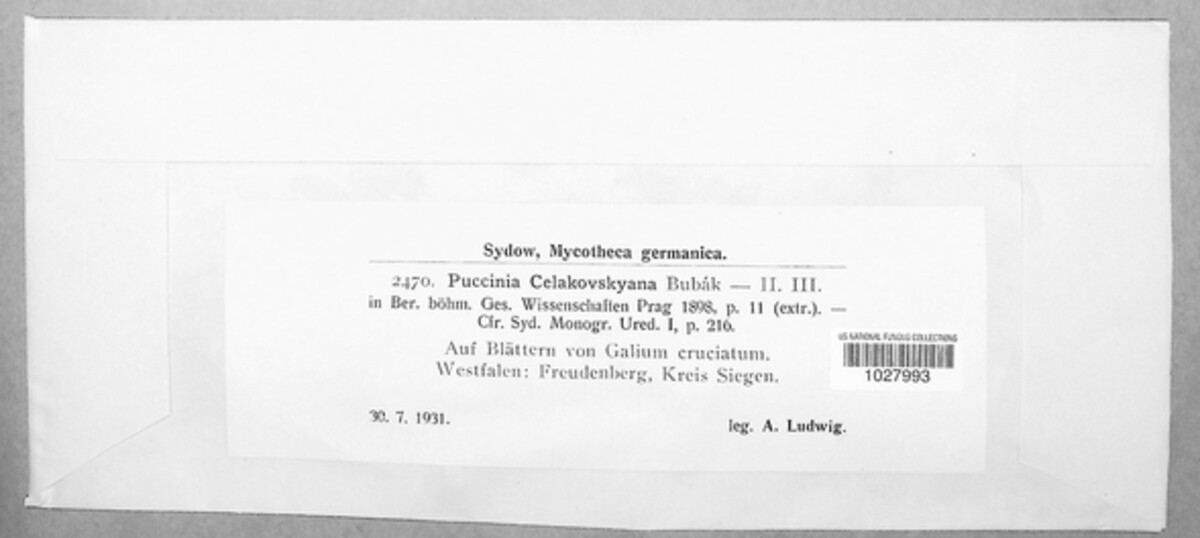 Sydow, Mycotheca germanica.
2470. Puccinia Celakovskyana Bubák — II. III.
in Ber. böhm. Ges. Wissenschaften Prag 1898, p. 11 (extr.). —
Cfr. Syd. Monogr. Ured. I, p. 216.
Auf Blättern von Galium cruciatum.
Westfalen: Freudenberg, Kreis Siegen.
30. 7. 1931.
leg. A. Ludwig.
US NATIONAL FUNGUS COLLECTIONS
1027993